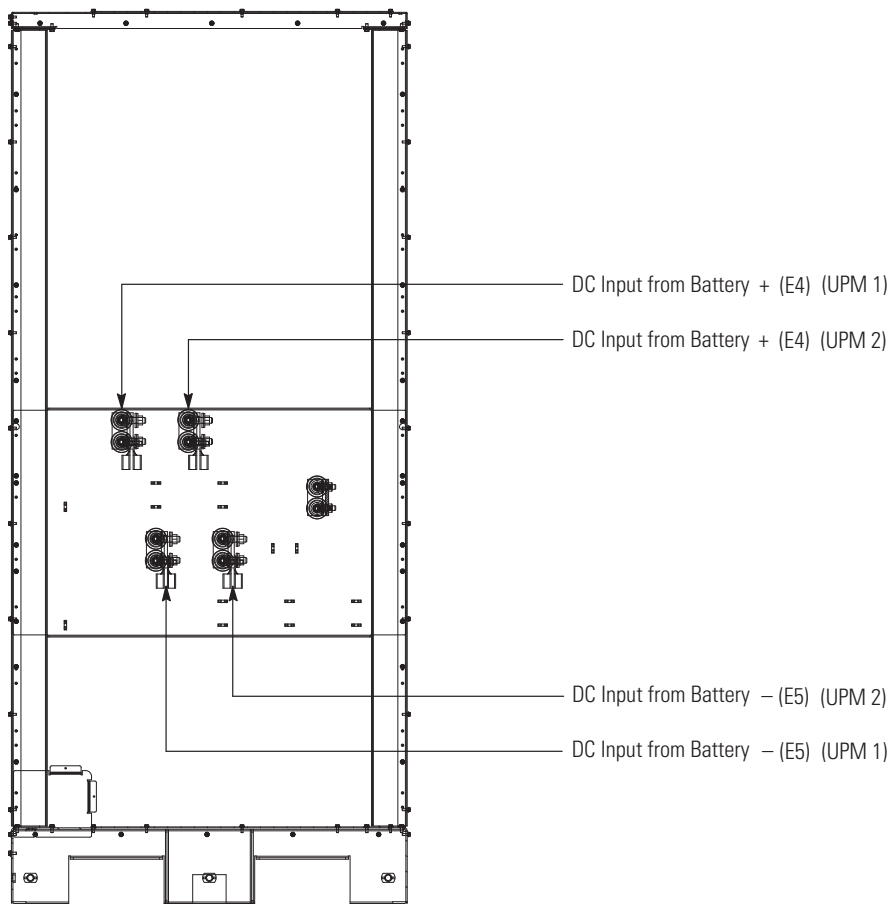 DC Input from Battery + (E4) (UPM 1)
DC Input from Battery + (E4) (UPM 2)
DC Input from Battery – (E5) (UPM 2)
DC Input from Battery – (E5) (UPM 1)